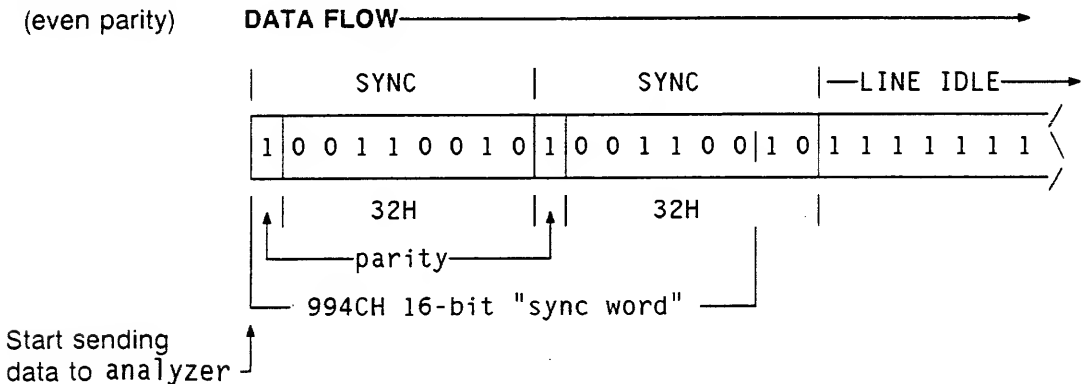 (even parity) DATA FLOW
SYNC SYNC LINE IDLE
1 0 0 1 1 0 0 1 0 1 0 0 1 1 0 0 1 0 1 1 1 1 1 1 1
32H 32H
parity
994CH 16-bit "sync word"
Start sending
data to analyzer